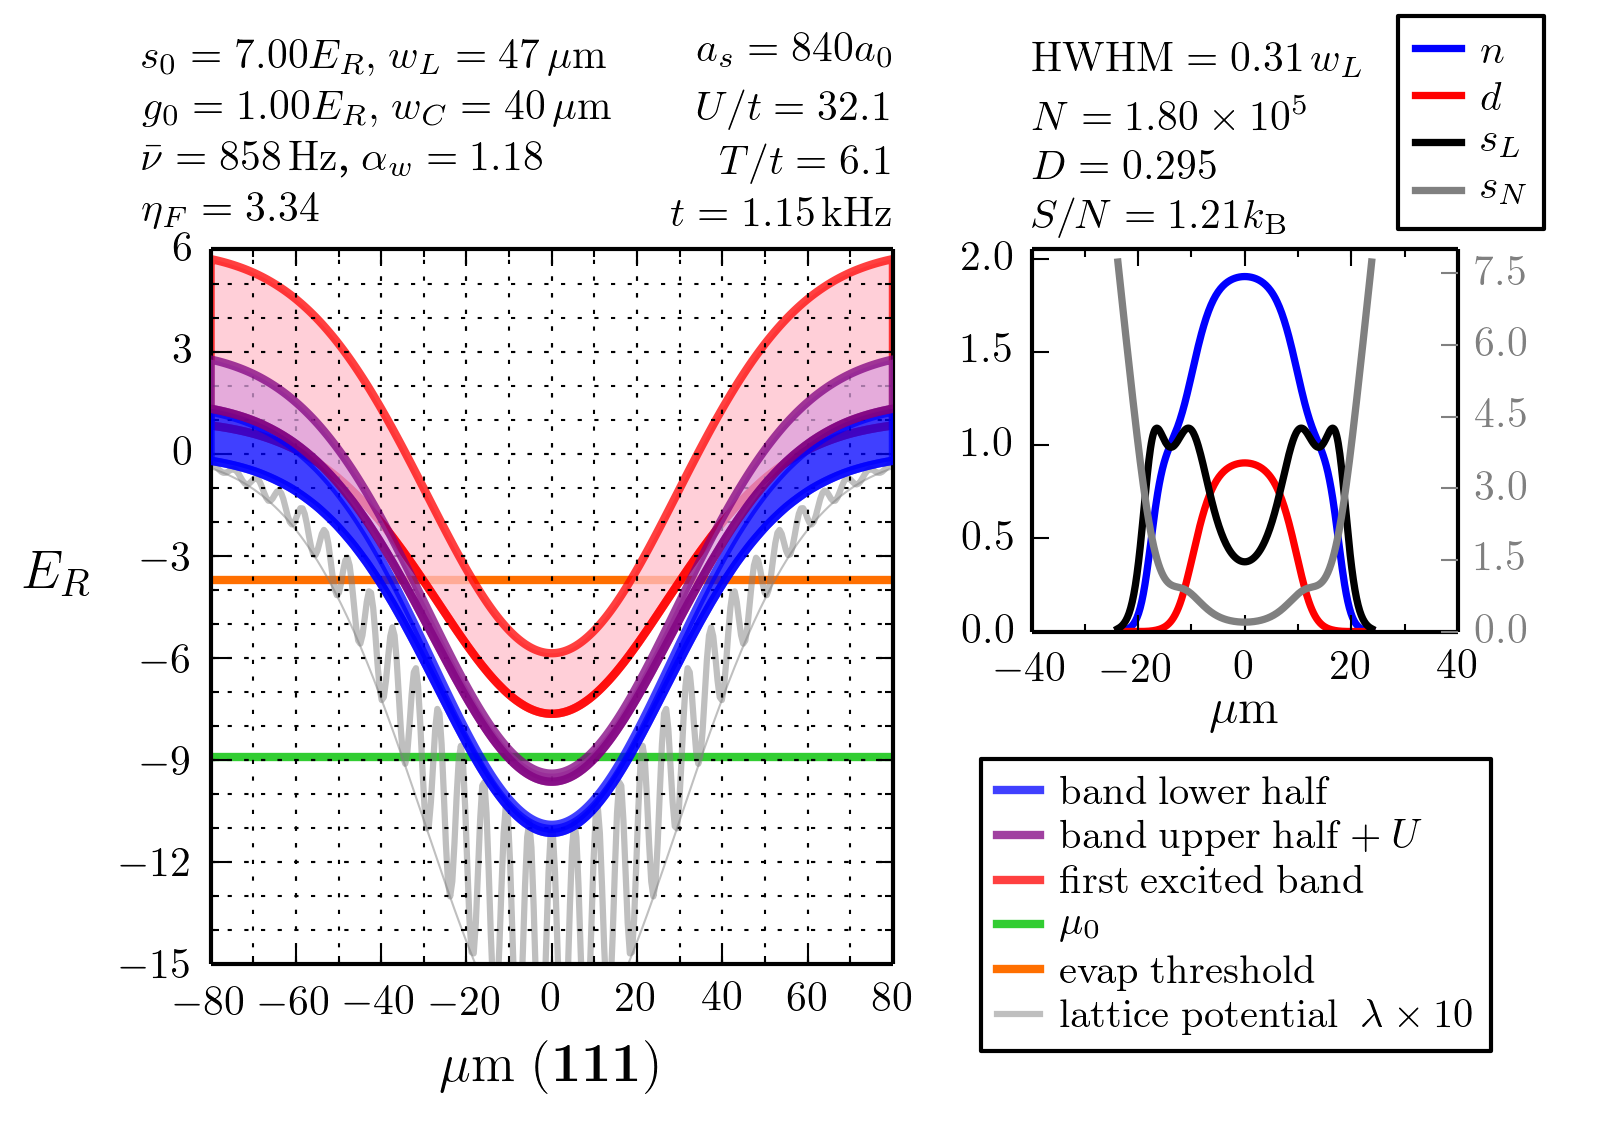 s₀ = 7.00E_R, w_L = 47 μm
g₀ = 1.00E_R, w_C = 40 μm
ν̄ = 858 Hz, α_w = 1.18
η_F = 3.34
a_s = 840a₀
U/t = 32.1
T/t = 6.1
t = 1.15 kHz
HWHM = 0.31 w_L
N = 1.80 × 10⁵
D = 0.295
S/N = 1.21k_B
n
d
s_L
s_N
E_R
6
3
0
−3
−6
−9
−12
−15
−80 −60 −40 −20 0 20 40 60 80
μm (111)
2.0
1.5
1.0
0.5
0.0
7.5
6.0
4.5
3.0
1.5
0.0
−40 −20 0 20 40
μm
band lower half
band upper half + U
first excited band
μ₀
evap threshold
lattice potential λ × 10